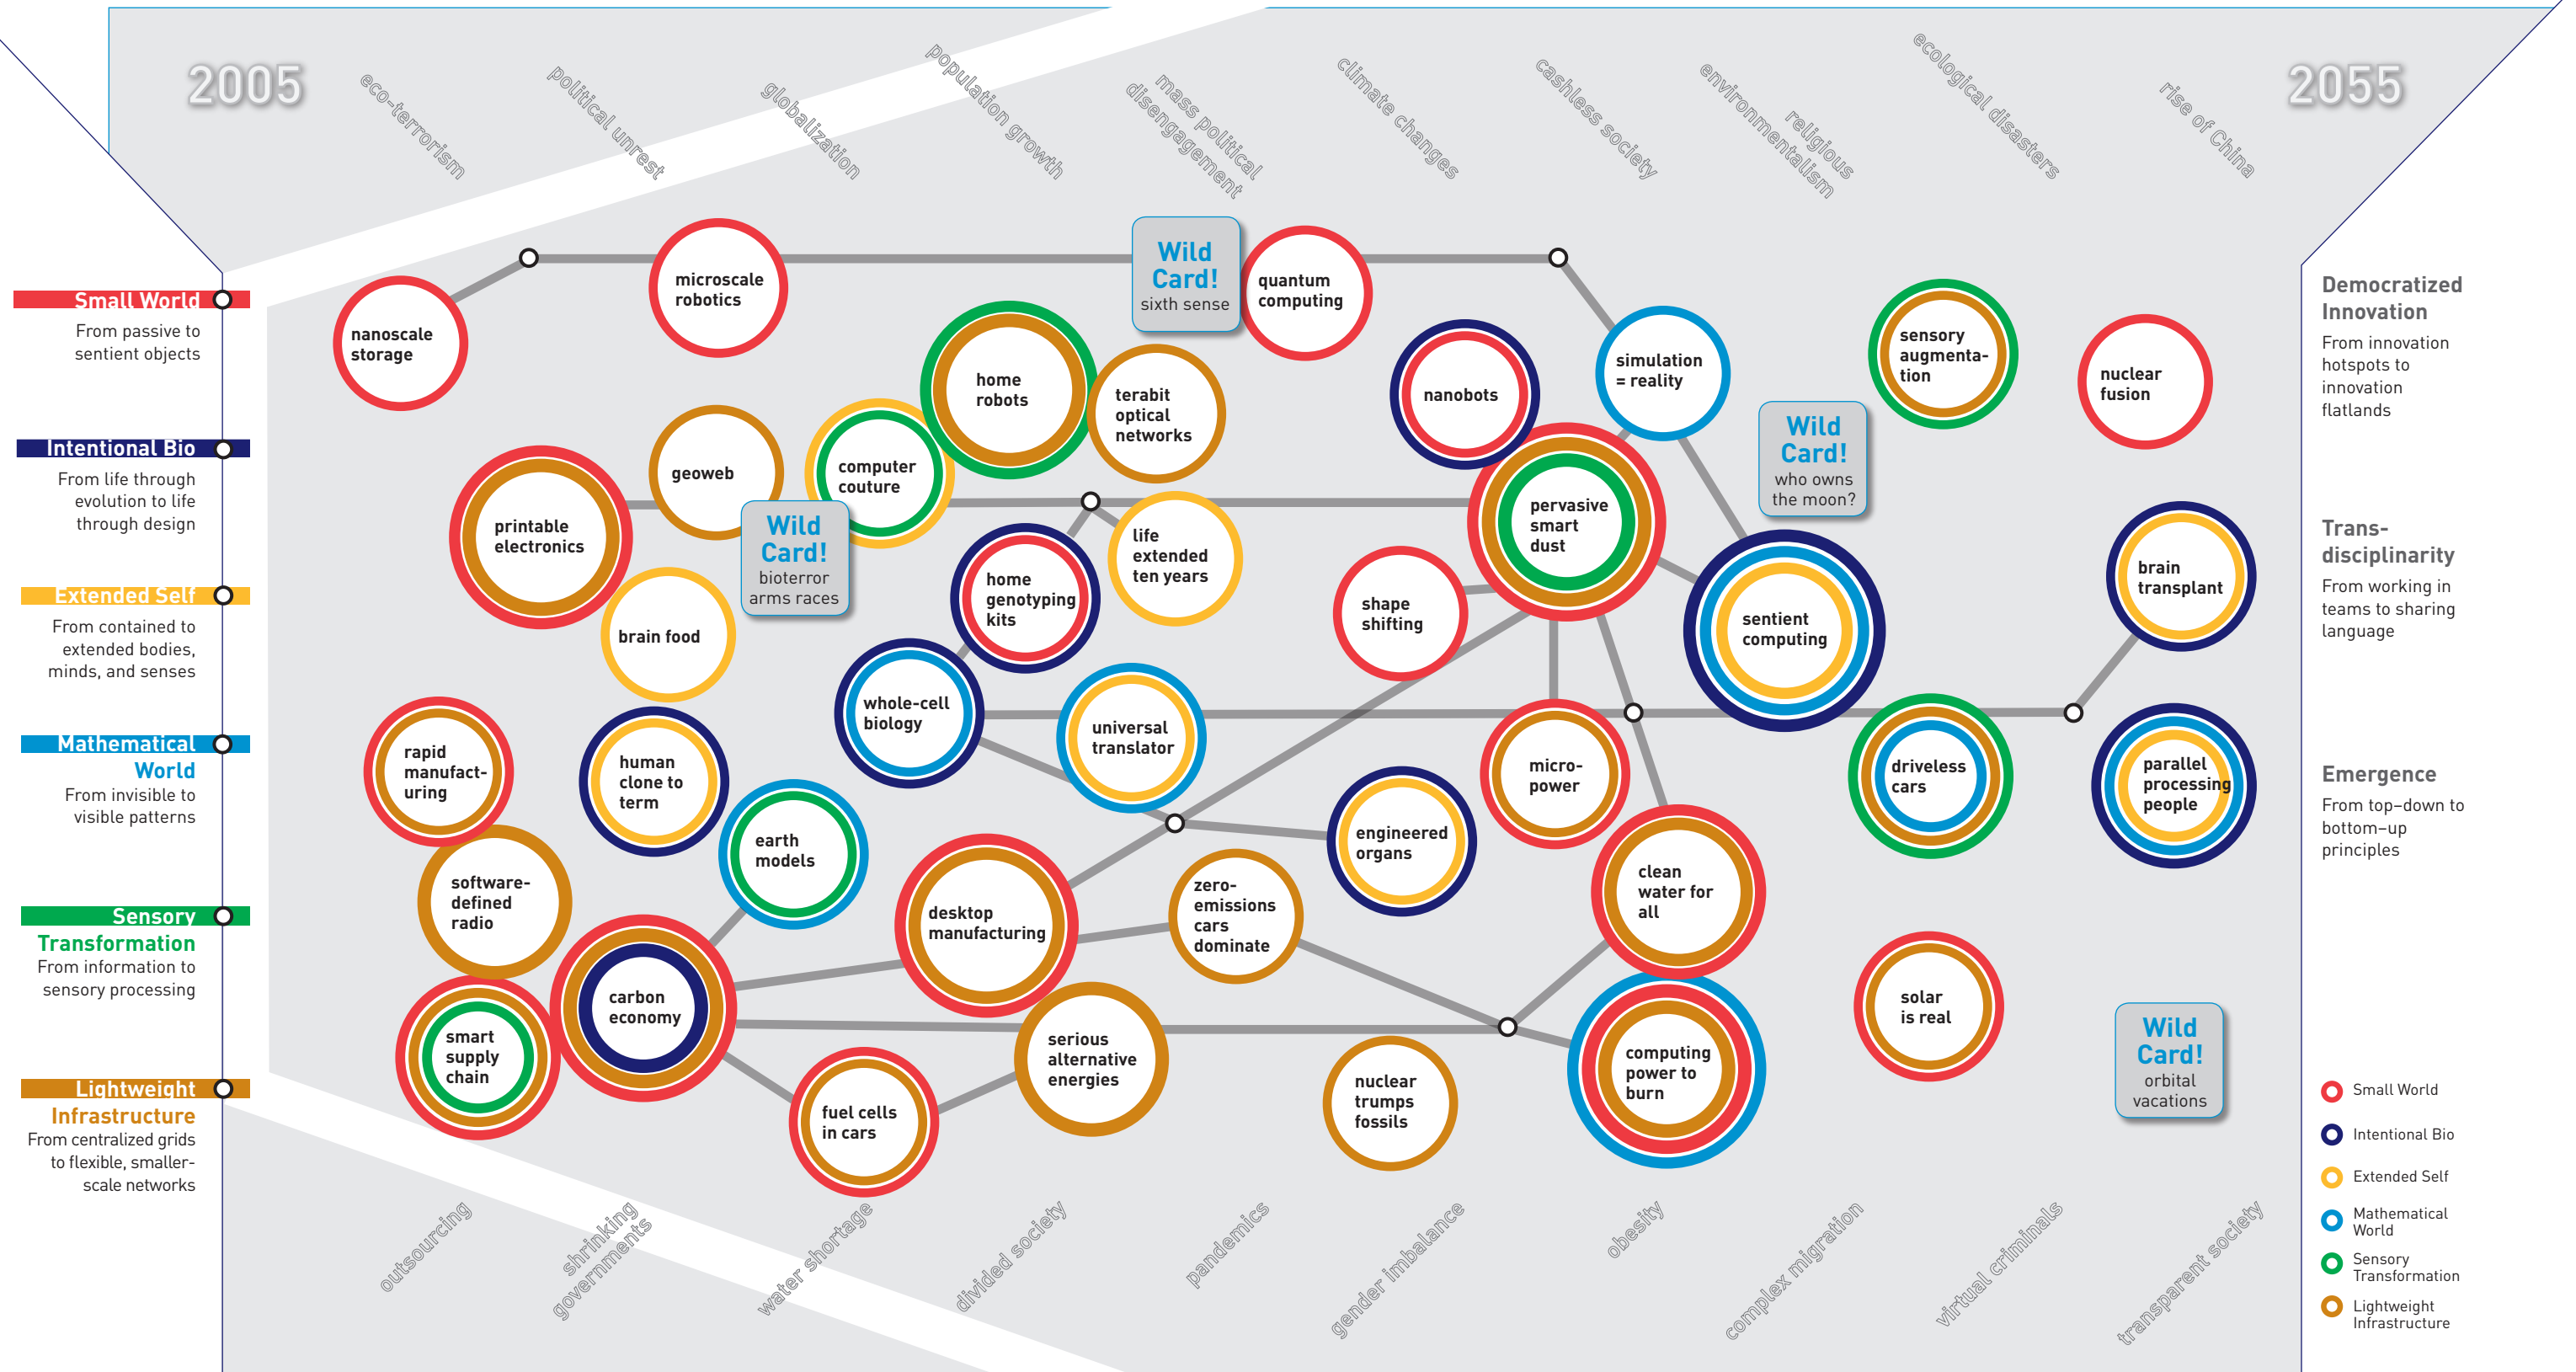 2005
2055
eco-terrorism
political unrest
globalization
population growth
mass political
disengagement
climate changes
cashless society
religious
environmentalism
ecological disasters
rise of China
Small World
From passive to
sentient objects
Intentional Bio
From life through
evolution to life
through design
Extended Self
From contained to
extended bodies,
minds, and senses
Mathematical
World
From invisible to
visible patterns
Sensory
Transformation
From information to
sensory processing
Lightweight
Infrastructure
From centralized grids
to flexible, smaller-
scale networks
nanoscale
storage
microscale
robotics
Wild
Card!
sixth sense
quantum
computing
home
robots
terabit
optical
networks
nanobots
simulation
= reality
sensory
augmenta-
tion
nuclear
fusion
geoweb
computer
couture
Wild
Card!
who owns
the moon?
printable
electronics
Wild
Card!
bioterror
arms races
life
extended
ten years
pervasive
smart
dust
home
genotyping
kits
shape
shifting
sentient
computing
brain
transplant
brain food
whole-cell
biology
universal
translator
rapid
manufact-
uring
human
clone to
term
micro-
power
driveless
cars
parallel
processing
people
earth
models
engineered
organs
software-
defined
radio
desktop
manufacturing
zero-
emissions
cars
dominate
clean
water for
all
carbon
economy
smart
supply
chain
serious
alternative
energies
computing
power to
burn
solar
is real
Wild
Card!
orbital
vacations
fuel cells
in cars
nuclear
trumps
fossils
outsourcing
shrinking
governments
water shortage
divided society
pandemics
gender imbalance
obesity
complex migration
virtual criminals
transparent society
Democratized
Innovation
From innovation
hotspots to
innovation
flatlands
Trans-
disciplinarity
From working in
teams to sharing
language
Emergence
From top-down to
bottom-up
principles
Small World
Intentional Bio
Extended Self
Mathematical
World
Sensory
Transformation
Lightweight
Infrastructure